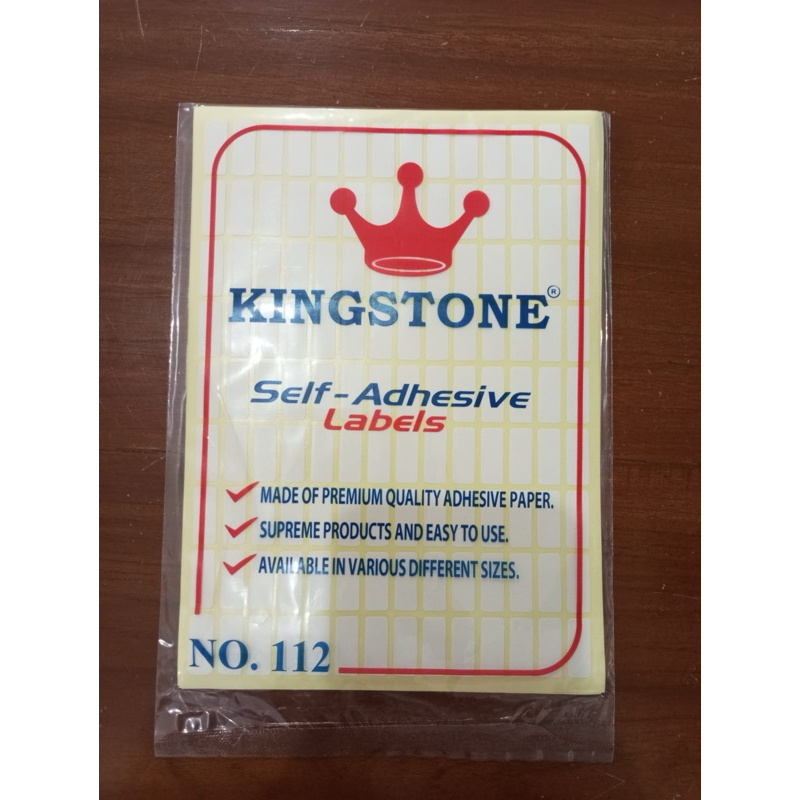 KINGSTONE®
Self-Adhesive
Labels
MADE OF PREMIUM QUALITY ADHESIVE PAPER.
SUPREME PRODUCTS AND EASY TO USE.
AVAILABLE IN VARIOUS DIFFERENT SIZES.
NO. 112